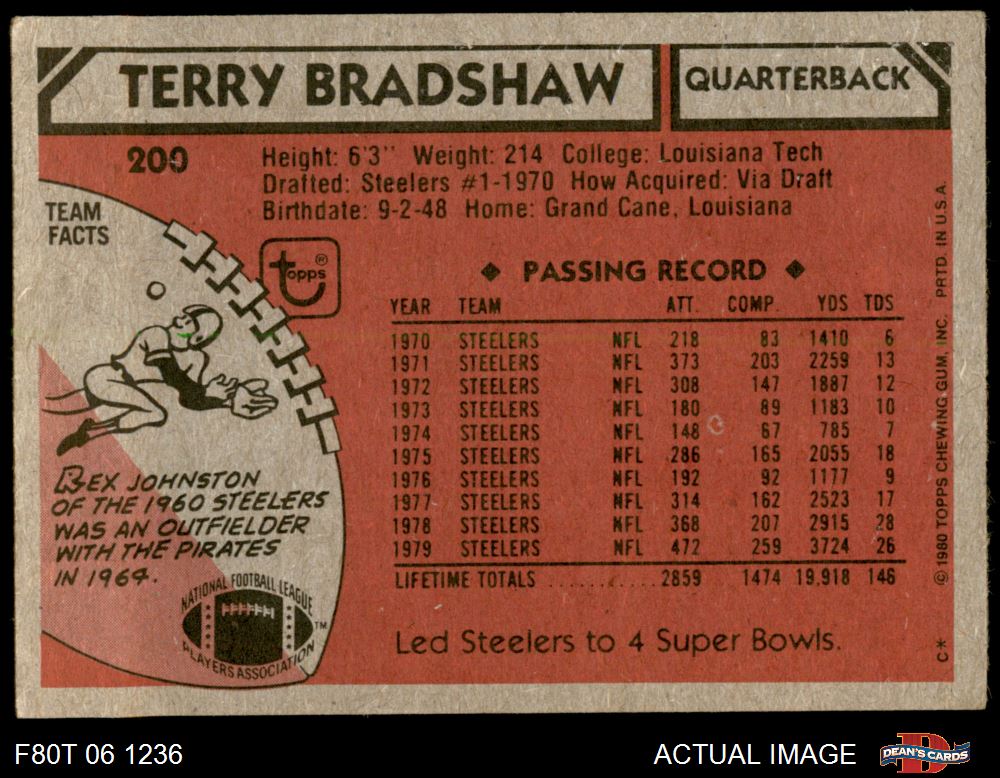 TERRY BRADSHAW
QUARTERBACK
200
Height: 6'3" Weight: 214 College: Louisiana Tech
Drafted: Steelers #1-1970 How Acquired: Via Draft
Birthdate: 9-2-48 Home: Grand Cane, Louisiana
TEAM
FACTS
topps®
◆ PASSING RECORD ◆
YEAR TEAM ATT. COMP. YDS TDS
1970 STEELERS NFL 218 83 1410 6
1971 STEELERS NFL 373 203 2259 13
1972 STEELERS NFL 308 147 1887 12
1973 STEELERS NFL 180 89 1183 10
1974 STEELERS NFL 148 67 785 7
1975 STEELERS NFL 286 165 2055 18
1976 STEELERS NFL 192 92 1177 9
1977 STEELERS NFL 314 162 2523 17
1978 STEELERS NFL 368 207 2915 28
1979 STEELERS NFL 472 259 3724 26
LIFETIME TOTALS ............ 2859 1474 19,918 146
Led Steelers to 4 Super Bowls.
REX JOHNSTON
OF THE 1960 STEELERS
WAS AN OUTFIELDER
WITH THE PIRATES
IN 1964.
NATIONAL FOOTBALL LEAGUE
PLAYERS ASSOCIATION
TM
© 1980 TOPPS CHEWING GUM, INC. PRTD. IN U.S.A.
C*
F80T 06 1236
ACTUAL IMAGE
D
DEAN'S CARDS